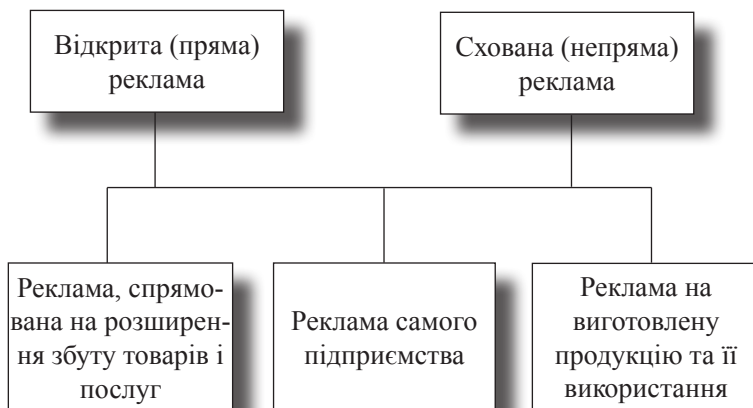 Відкрита (пряма)
реклама
Схована (непряма)
реклама
Реклама, спрямо-
вана на розширен-
ня збуту товарів і
послуг
Реклама самого
підприємства
Реклама на
виготовлену
продукцію та її
використання